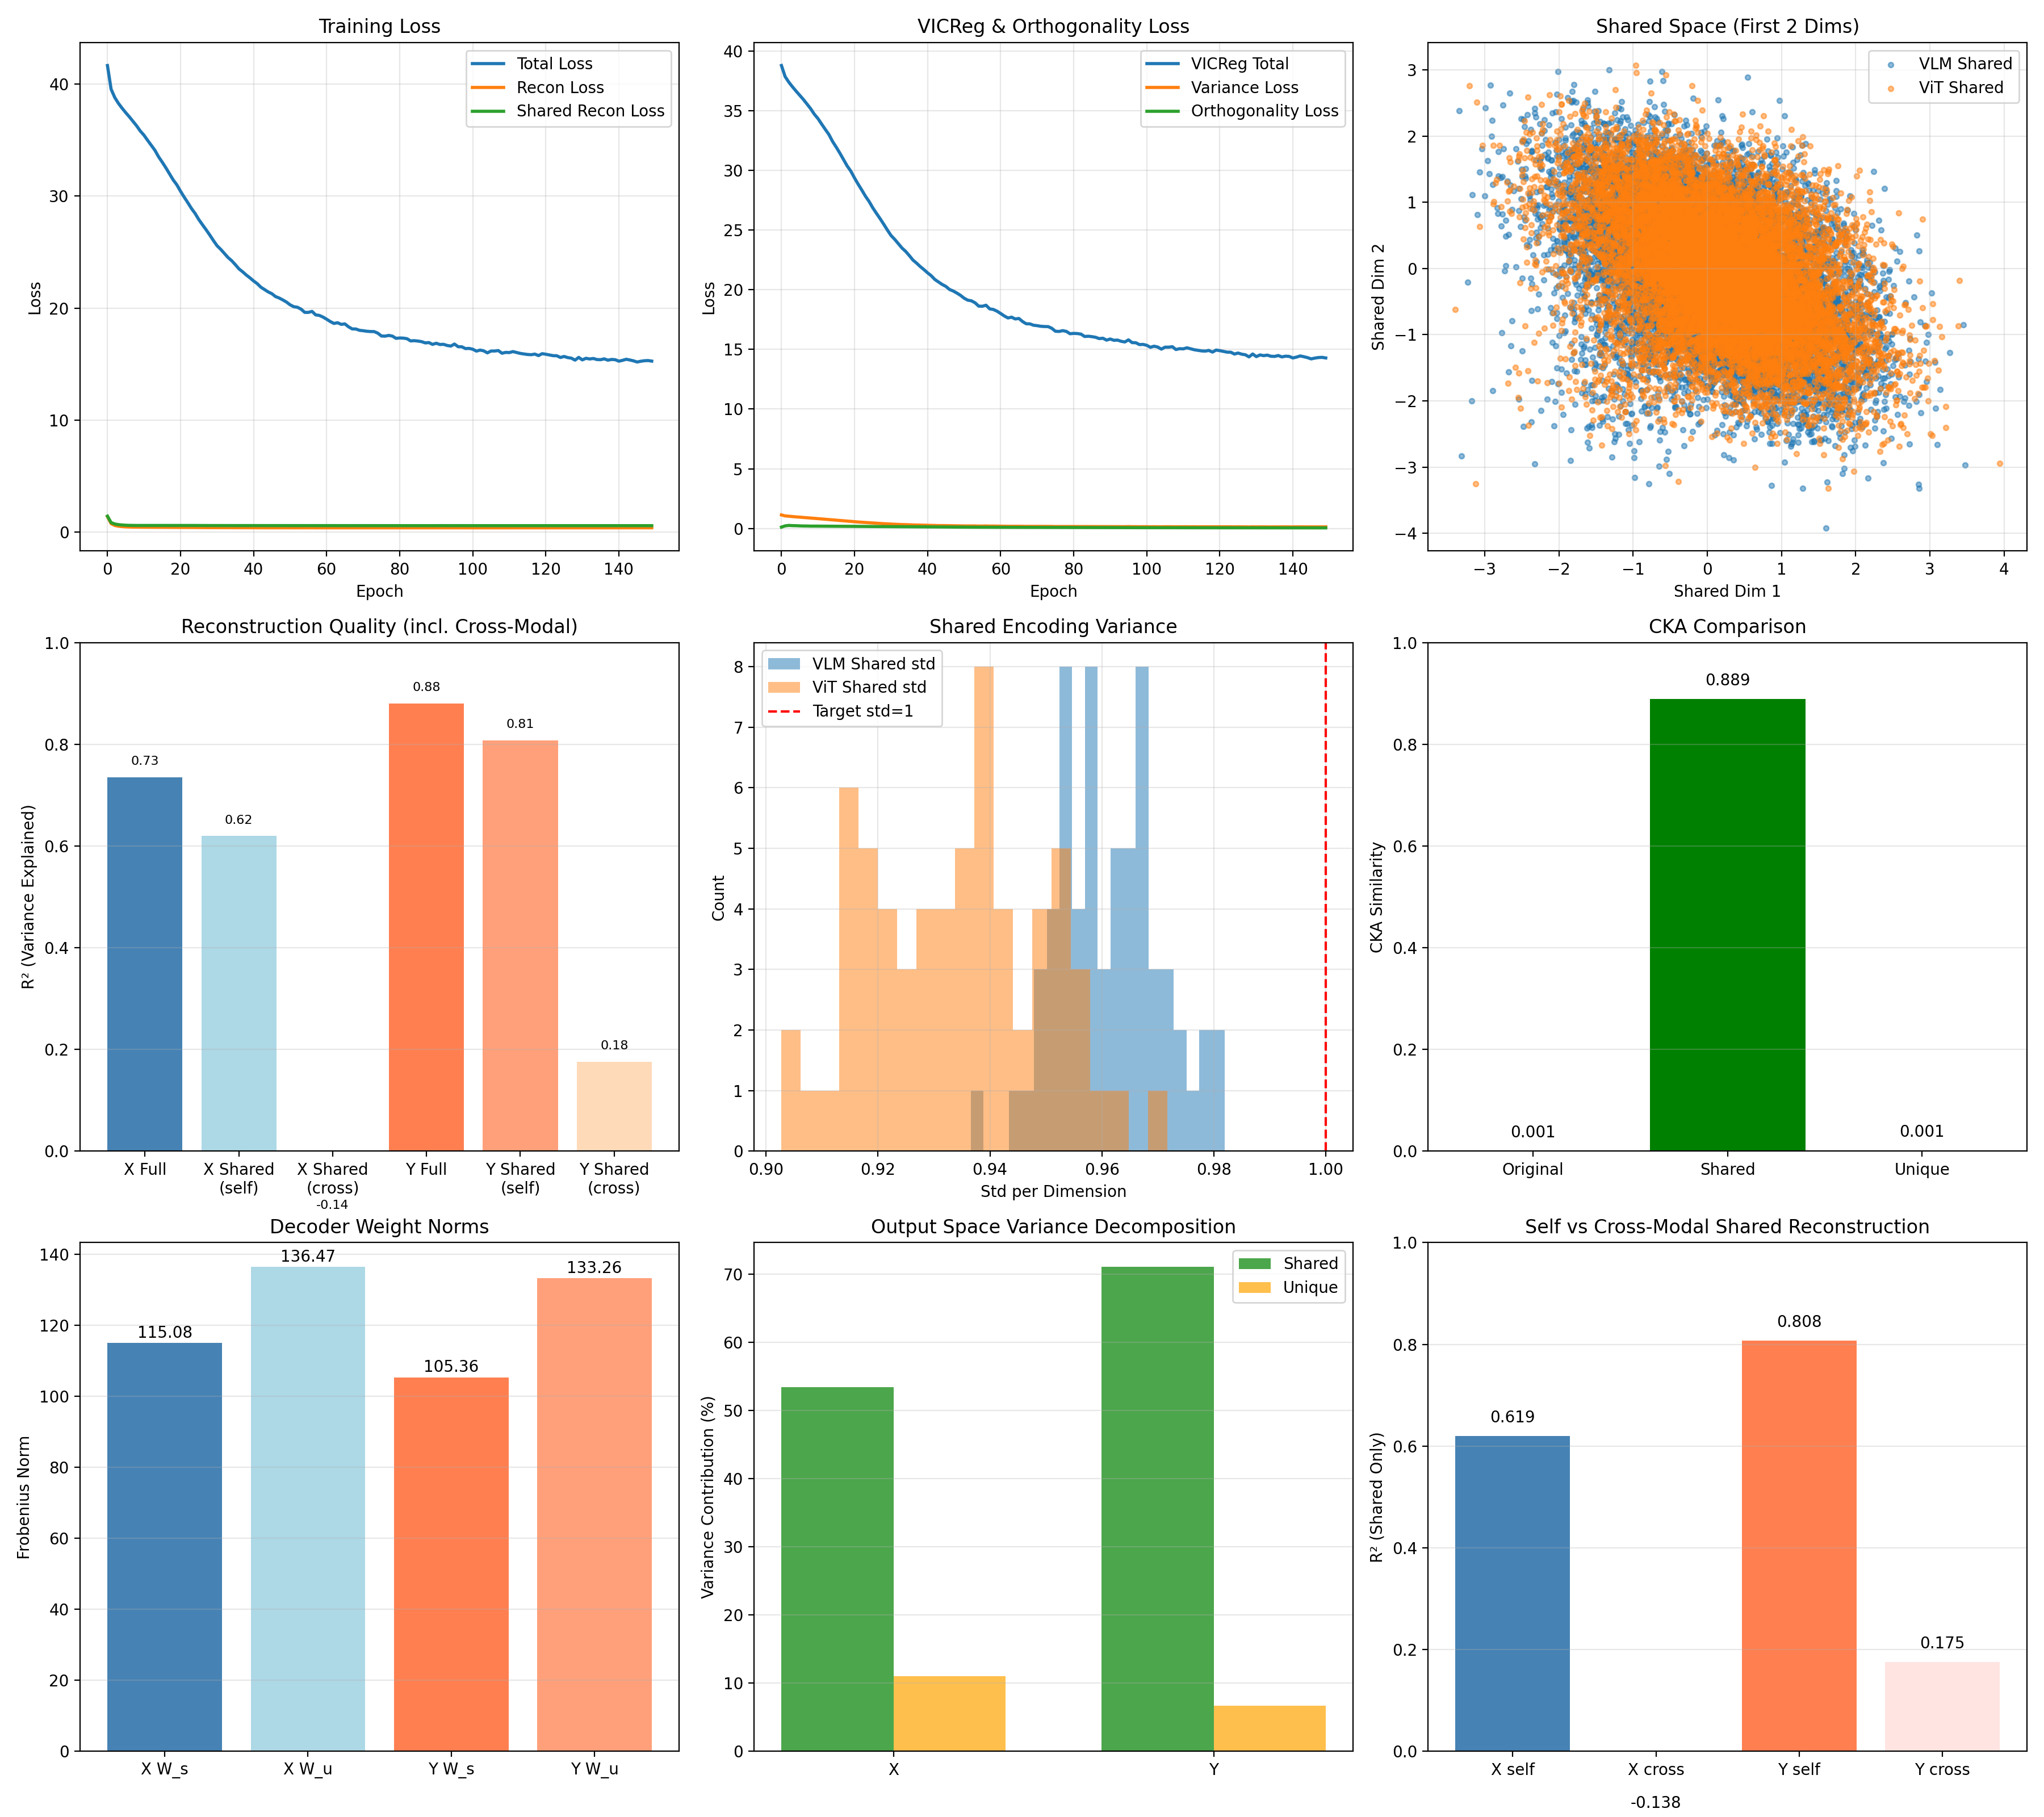 Training Loss
Total Loss
Recon Loss
Shared Recon Loss
40
30
20
10
0
Loss
0 20 40 60 80 100 120 140
Epoch
VICReg & Orthogonality Loss
VICReg Total
Variance Loss
Orthogonality Loss
40
35
30
25
20
15
10
5
0
Loss
0 20 40 60 80 100 120 140
Epoch
Shared Space (First 2 Dims)
VLM Shared
ViT Shared
3
2
1
0
−1
−2
−3
−4
Shared Dim 2
−3 −2 −1 0 1 2 3 4
Shared Dim 1
Reconstruction Quality (incl. Cross-Modal)
1.0
0.8
0.6
0.4
0.2
0.0
R² (Variance Explained)
0.73
0.62
0.88
0.81
0.18
X Full
X Shared
(self)
X Shared
(cross)
-0.14
Y Full
Y Shared
(self)
Y Shared
(cross)
Shared Encoding Variance
VLM Shared std
ViT Shared std
Target std=1
8
7
6
5
4
3
2
1
0
Count
0.90 0.92 0.94 0.96 0.98 1.00
Std per Dimension
CKA Comparison
1.0
0.8
0.6
0.4
0.2
0.0
CKA Similarity
0.001
0.889
0.001
Original Shared Unique
Decoder Weight Norms
140
120
100
80
60
40
20
0
Frobenius Norm
115.08
136.47
105.36
133.26
X W_s X W_u Y W_s Y W_u
Output Space Variance Decomposition
Shared
Unique
70
60
50
40
30
20
10
0
Variance Contribution (%)
X Y
Self vs Cross-Modal Shared Reconstruction
1.0
0.8
0.6
0.4
0.2
0.0
R² (Shared Only)
0.619
0.808
0.175
X self X cross Y self Y cross
-0.138